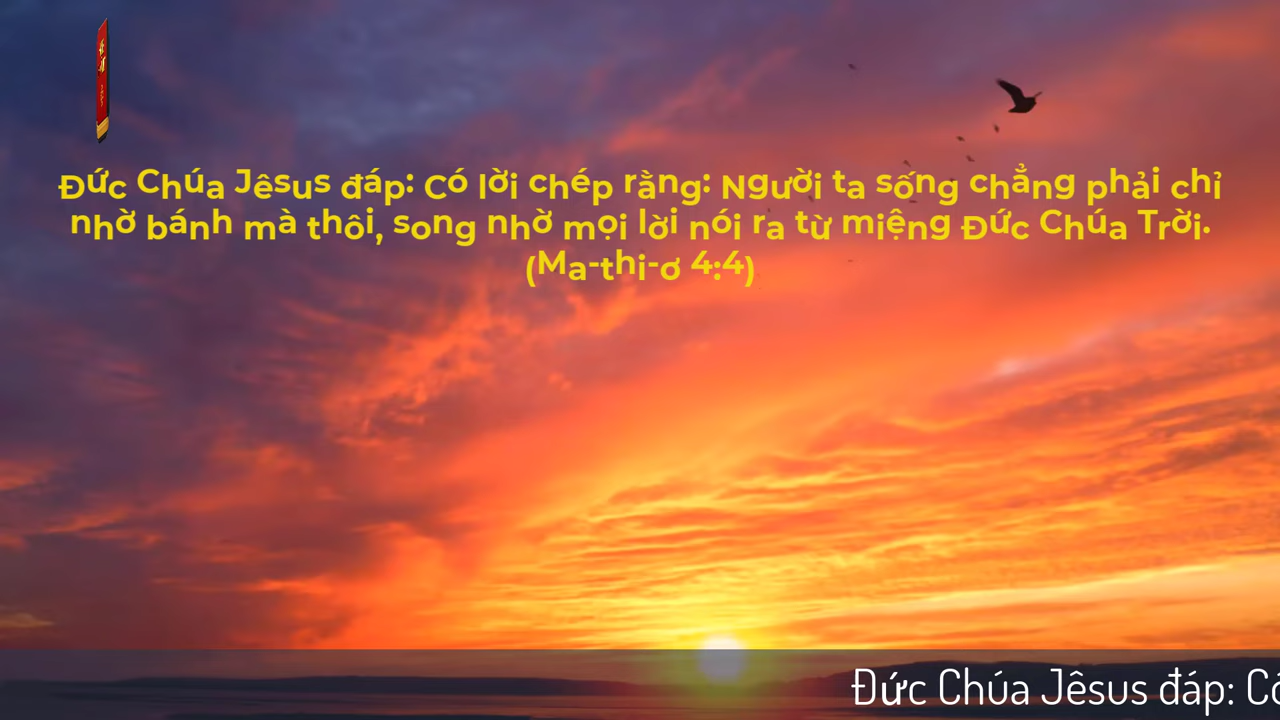 Đức Chúa Jêsus đáp: Có lời chép rằng: Người ta sống chẳng phải chỉ
nhờ bánh mà thôi, song nhờ mọi lời nói ra từ miệng Đức Chúa Trời.
(Ma-thi-ơ 4:4)
Đức Chúa Jêsus đáp: Có